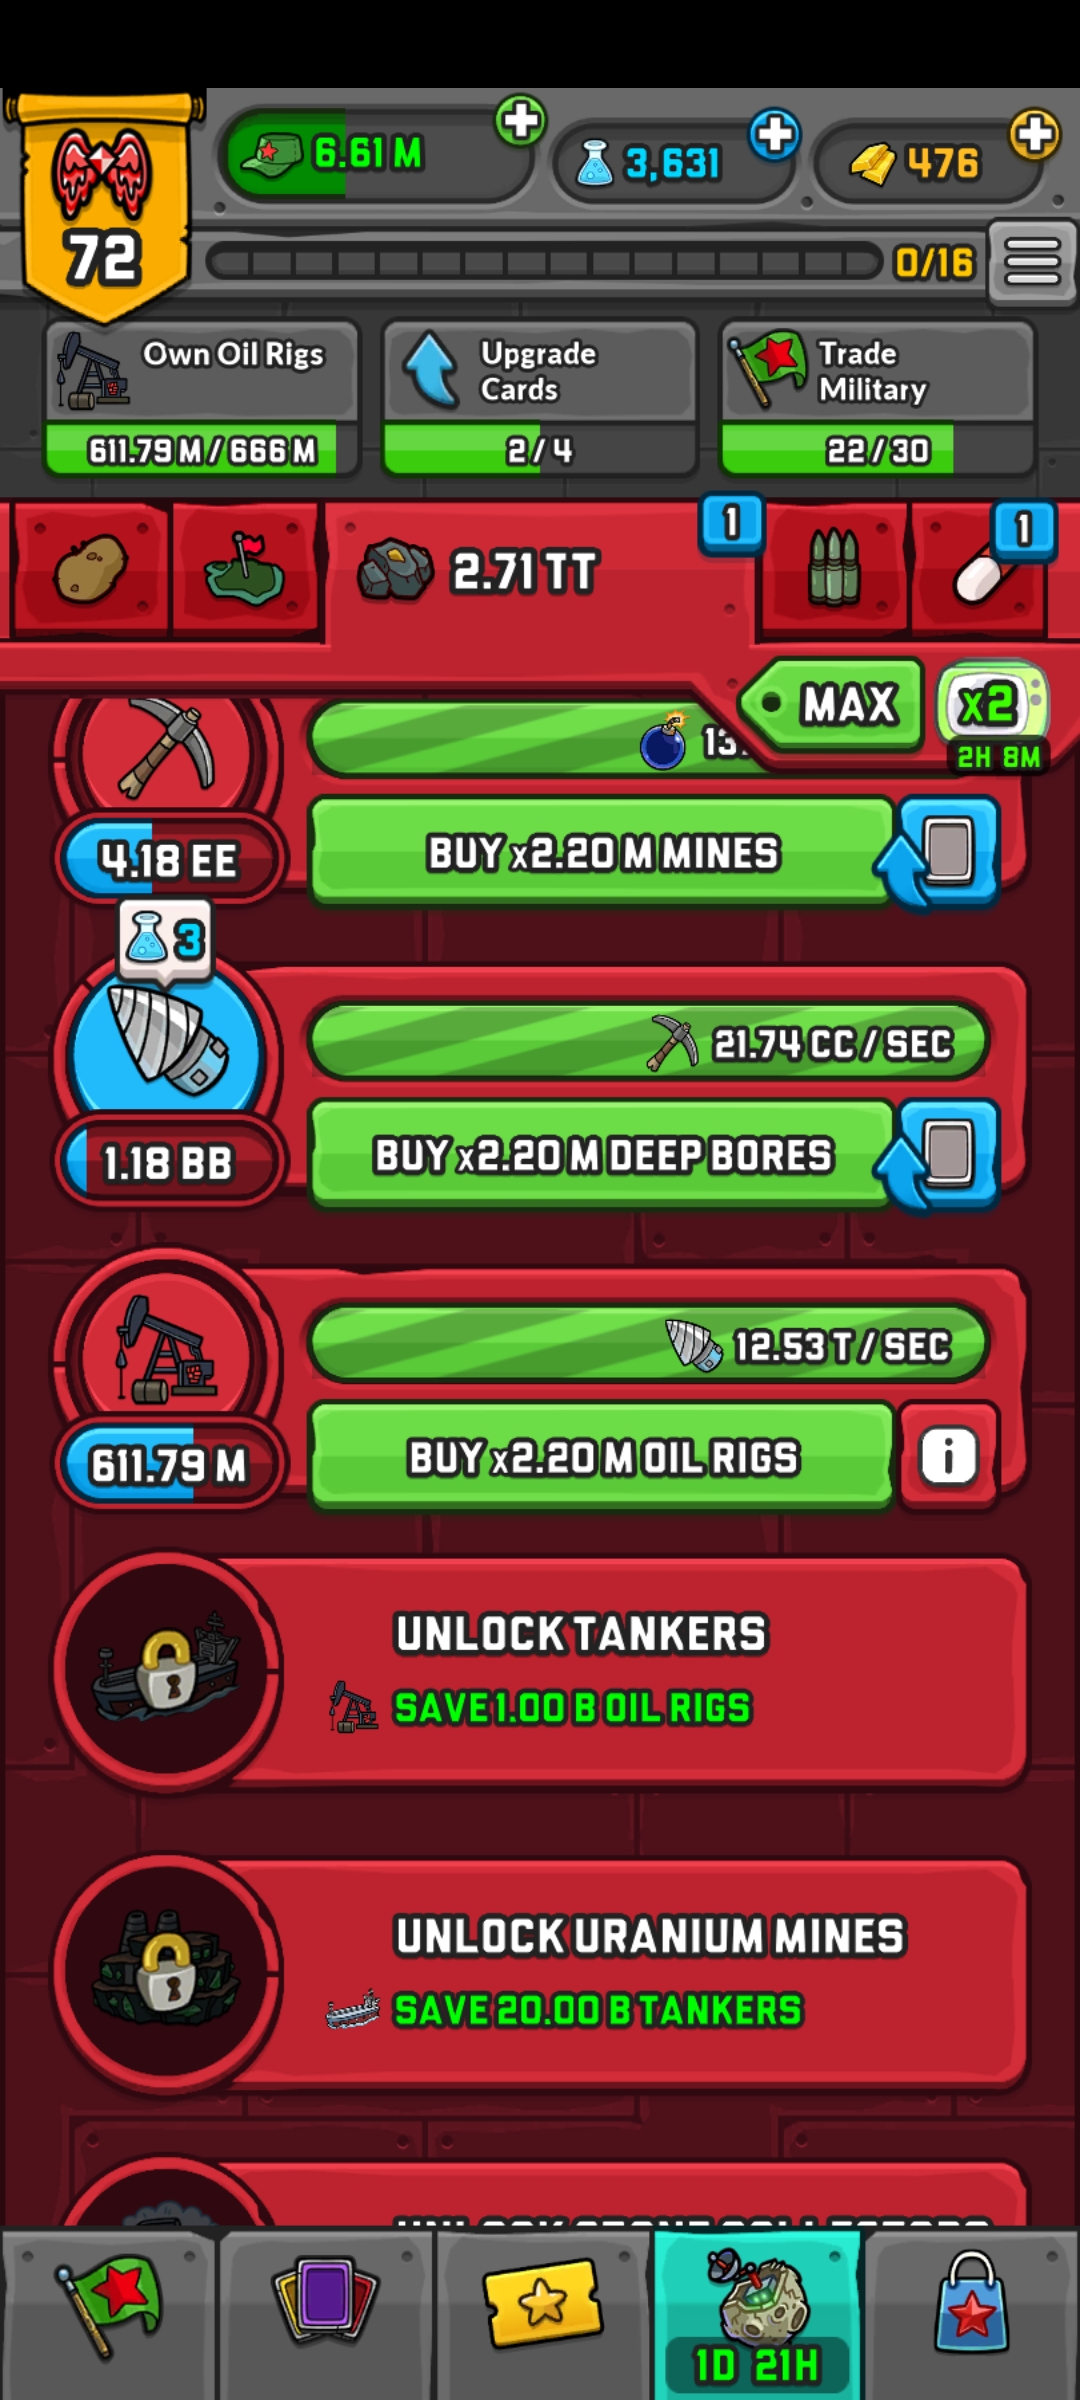 6.61 M
3,631
476
72
0/16
Own Oil Rigs
611.79 M / 666 M
Upgrade
Cards
2 / 4
Trade
Military
22 / 30
2.71 TT
1
1
MAX
x2
2H 8M
13.
4.18 EE
BUY x2.20 M MINES
3
21.74 CC / SEC
1.18 BB
BUY x2.20 M DEEP BORES
12.53 T / SEC
611.79 M
BUY x2.20 M OIL RIGS
i
UNLOCK TANKERS
SAVE 1.00 B OIL RIGS
UNLOCK URANIUM MINES
SAVE 20.00 B TANKERS
1D 21H